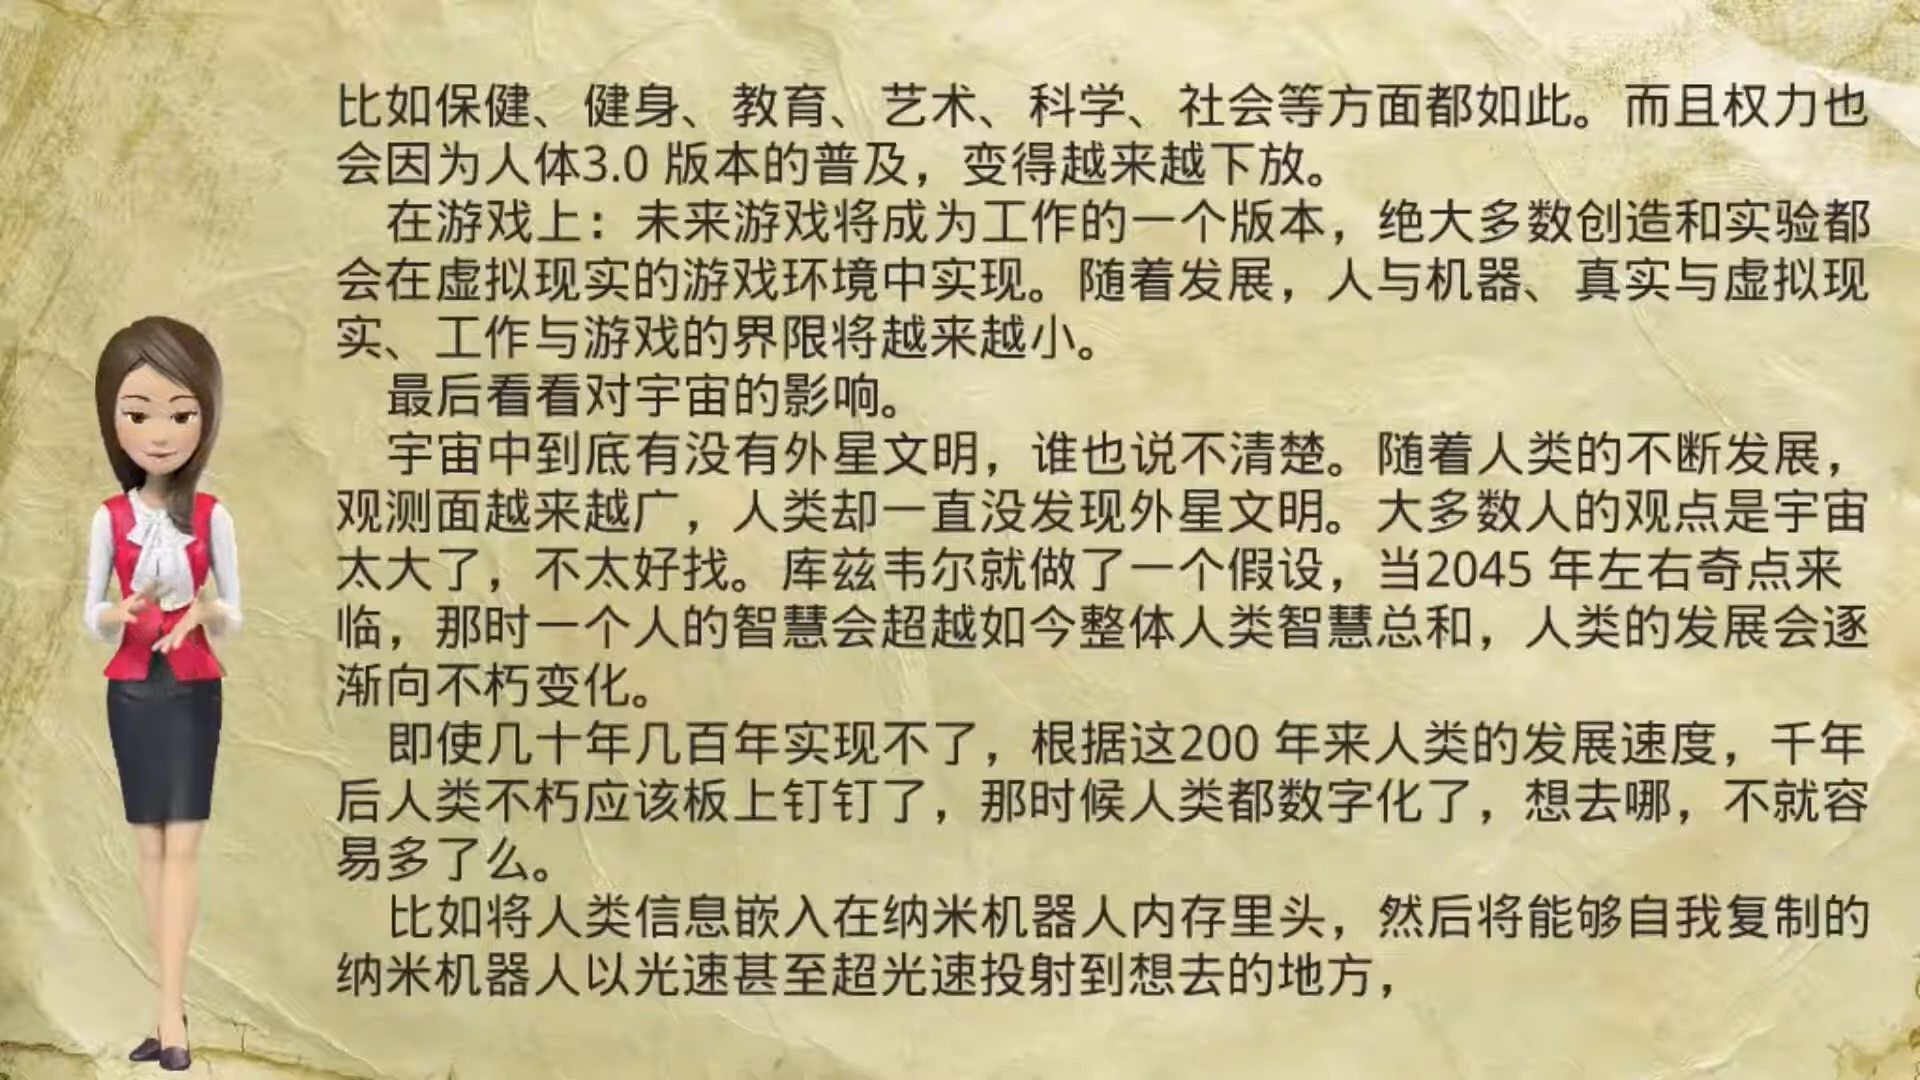 比如保健、健身、教育、艺术、科学、社会等方面都如此。而且权力也
会因为人体3.0 版本的普及，变得越来越下放。
在游戏上：未来游戏将成为工作的一个版本，绝大多数创造和实验都
会在虚拟现实的游戏环境中实现。随着发展，人与机器、真实与虚拟现
实、工作与游戏的界限将越来越小。
最后看看对宇宙的影响。
宇宙中到底有没有外星文明，谁也说不清楚。随着人类的不断发展，
观测面越来越广，人类却一直没发现外星文明。大多数人的观点是宇宙
太大了，不太好找。库兹韦尔就做了一个假设，当2045 年左右奇点来
临，那时一个人的智慧会超越如今整体人类智慧总和，人类的发展会逐
渐向不朽变化。
即使几十年几百年实现不了，根据这200 年来人类的发展速度，千年
后人类不朽应该板上钉钉了，那时候人类都数字化了，想去哪，不就容
易多了么。
比如将人类信息嵌入在纳米机器人内存里头，然后将能够自我复制的
纳米机器人以光速甚至超光速投射到想去的地方，